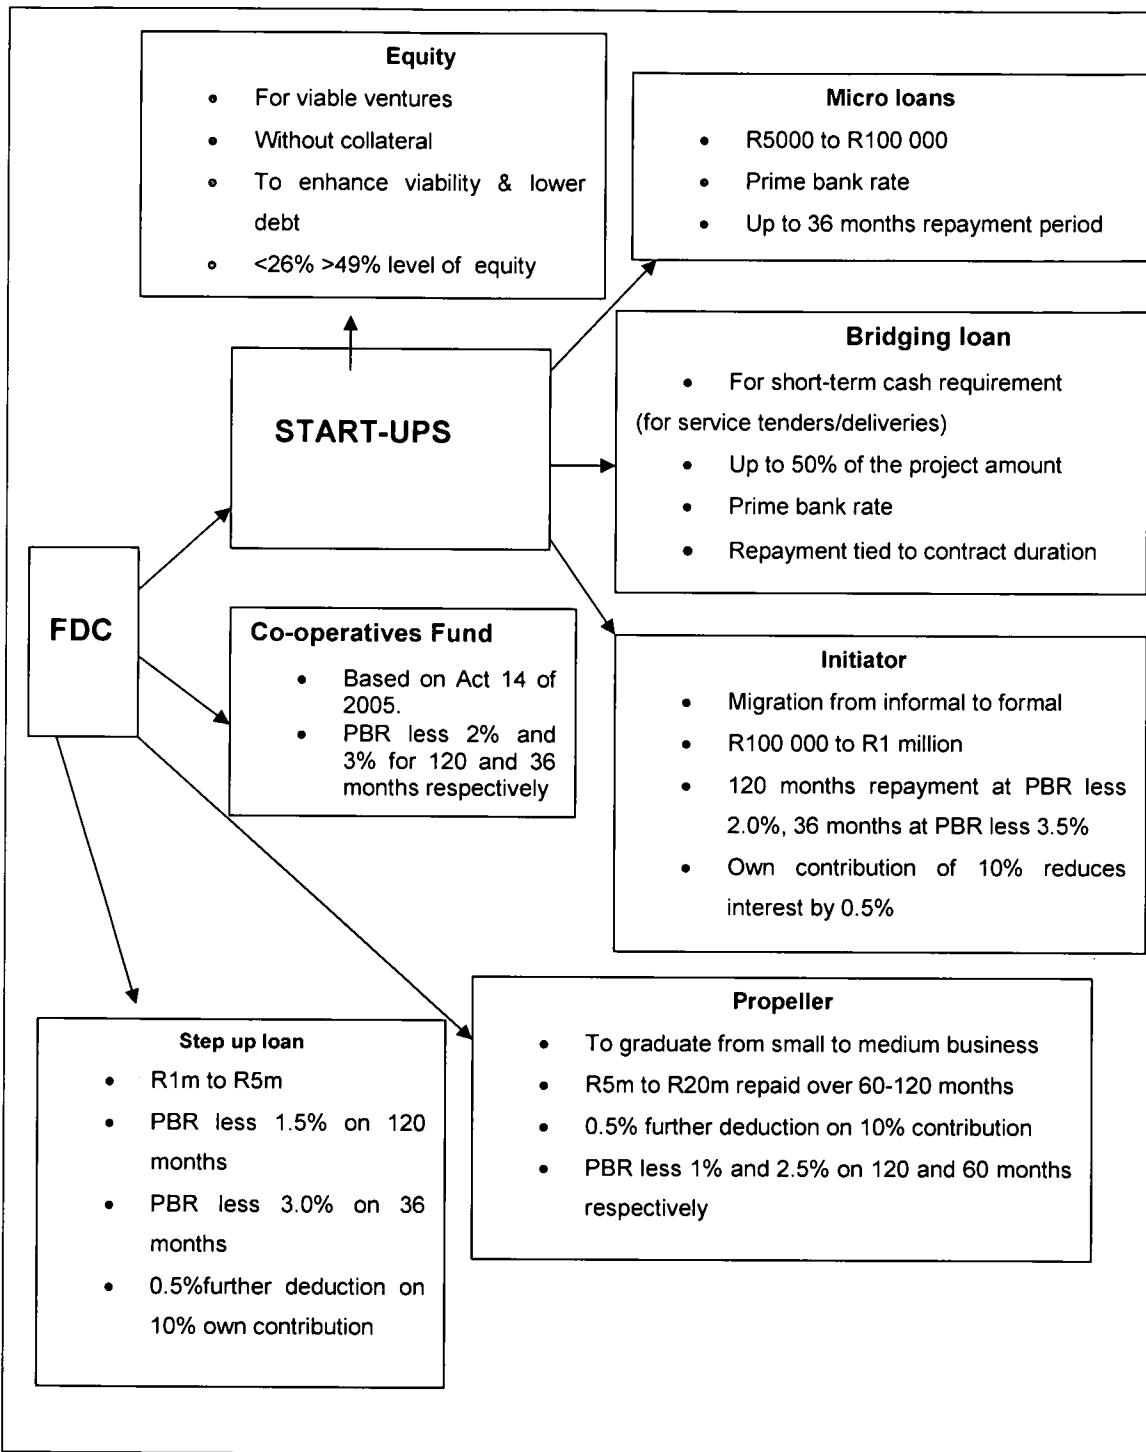 Equity
• For viable ventures
• Without collateral
• To enhance viability & lower
debt
• <26% >49% level of equity
Micro loans
• R5000 to R100 000
• Prime bank rate
• Up to 36 months repayment period
START-UPS
Bridging loan
• For short-term cash requirement
(for service tenders/deliveries)
• Up to 50% of the project amount
• Prime bank rate
• Repayment tied to contract duration
FDC
Co-operatives Fund
• Based on Act 14 of
2005.
• PBR less 2% and
3% for 120 and 36
months respectively
Initiator
• Migration from informal to formal
• R100 000 to R1 million
• 120 months repayment at PBR less
2.0%, 36 months at PBR less 3.5%
• Own contribution of 10% reduces
interest by 0.5%
Step up loan
• R1m to R5m
• PBR less 1.5% on 120
months
• PBR less 3.0% on 36
months
• 0.5%further deduction on
10% own contribution
Propeller
• To graduate from small to medium business
• R5m to R20m repaid over 60-120 months
• 0.5% further deduction on 10% contribution
• PBR less 1% and 2.5% on 120 and 60 months
respectively